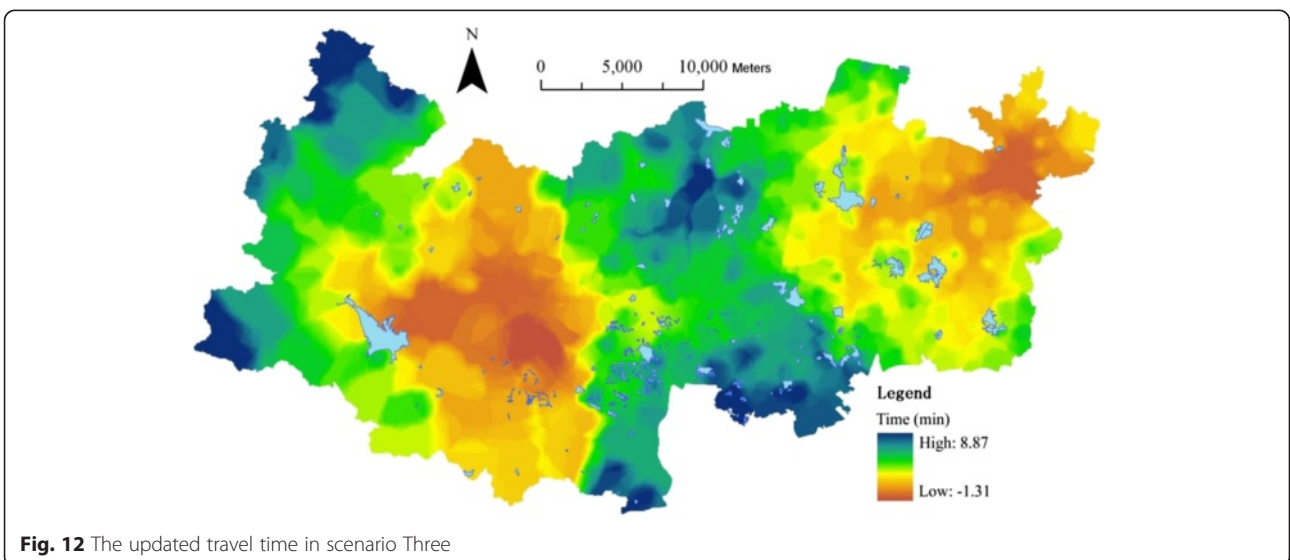 N
0 5,000 10,000 Meters
Legend
Time (min)
High: 8.87
Low: -1.31
Fig. 12 The updated travel time in scenario Three